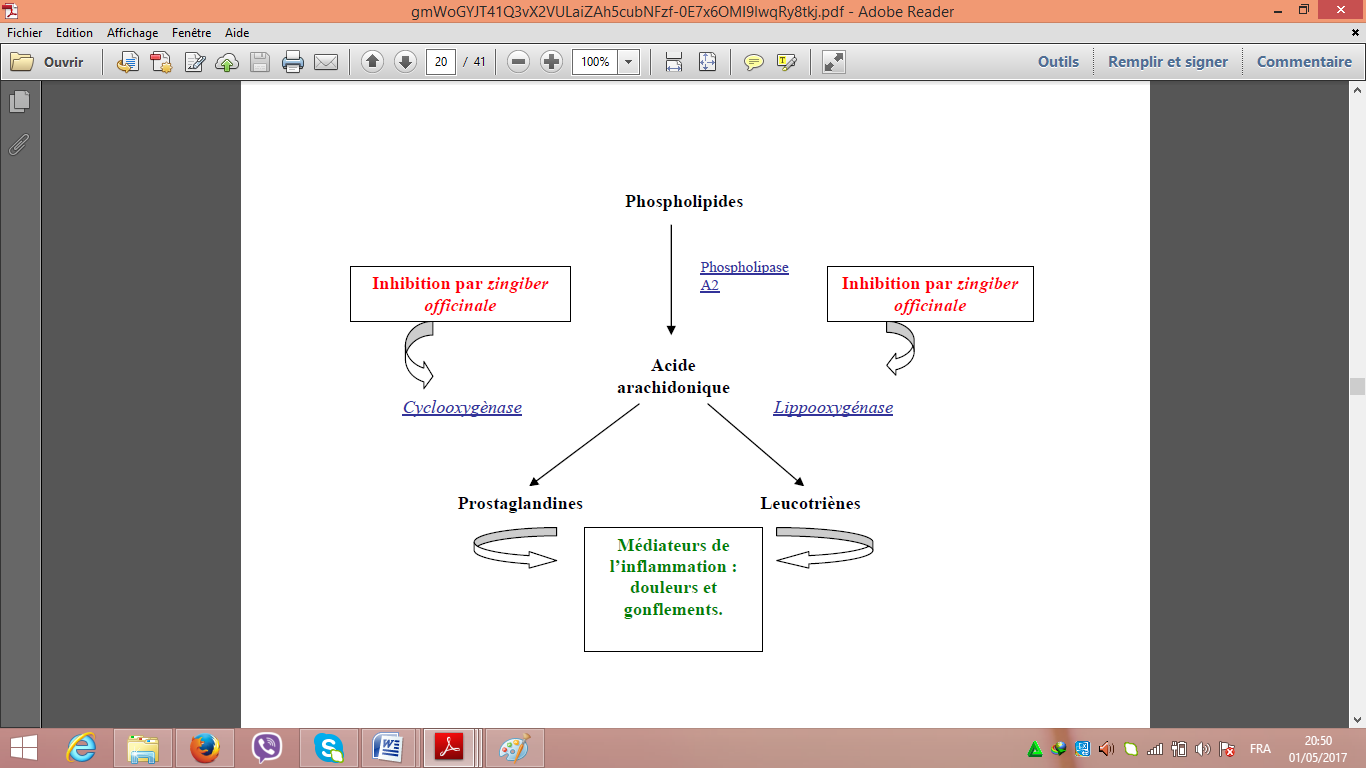 gmWoGYJT41Q3vX2VULaiZAh5cubNFzf-0E7x6OMI9lwqRy8tkj.pdf - Adobe Reader
Fichier Edition Affichage Fenêtre Aide
Ouvrir 20 / 41 100% Outils Remplir et signer Commentaire
Phospholipides
Phospholipase
A2
Inhibition par zingiber
officinale
Inhibition par zingiber
officinale
Acide
arachidonique
Cyclooxygènase
Lippooxygénase
Prostaglandines
Leucotriènes
Médiateurs de
l’inflammation :
douleurs et
gonflements.
FRA
20:50
01/05/2017